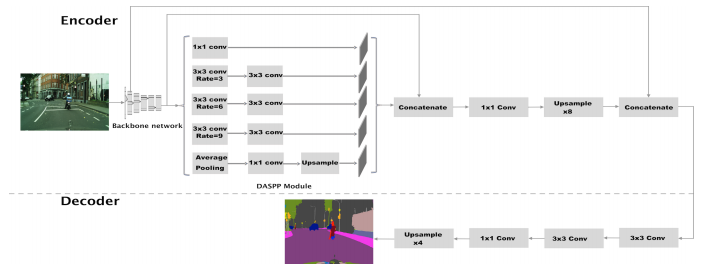 Encoder
1x1 conv
3x3 conv
Rate=3
3x3 conv
3x3 conv
Rate=6
3x3 conv
3x3 conv
Rate=9
3x3 conv
Average
Pooling
1x1 conv
Upsample
Backbone network
DASPP Module
Concatenate
1x1 Conv
Upsample
x8
Concatenate
Decoder
Upsample
x4
1x1 Conv
3x3 Conv
3x3 Conv